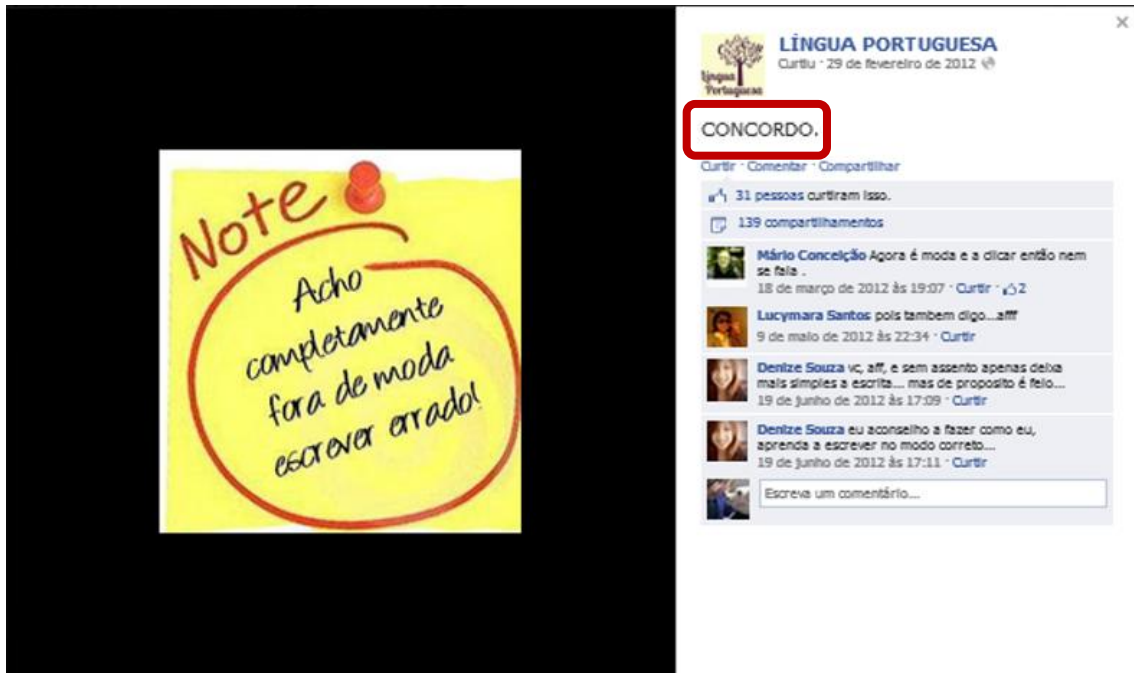 Note
Acho
completamente
fora de moda
escrever errado!
×
LÍNGUA PORTUGUESA
Curtiu · 29 de fevereiro de 2012
língua
Portuguesa
CONCORDO.
Curtir · Comentar · Compartilhar
31 pessoas curtiram isso.
139 compartilhamentos
Mário Conceição Agora é moda e a clicar então nem
se fala .
18 de março de 2012 às 19:07 · Curtir · 2
Lucymara Santos pois tambem digo...afff
9 de maio de 2012 às 22:34 · Curtir
Denize Souza vc, aff, e sem assento apenas deixa
mais simples a escrita.... mas de proposito é feio...
19 de junho de 2012 às 17:09 · Curtir
Denize Souza eu aconselho a fazer como eu,
aprenda a escrever no modo correto...
19 de junho de 2012 às 17:11 · Curtir
Escreva um comentário....